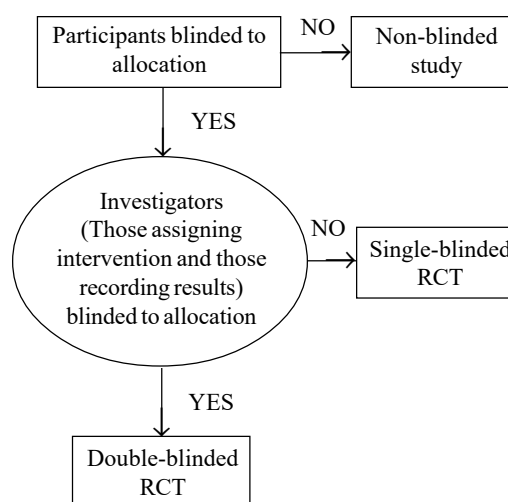 Participants blinded to
allocation
NO
Non-blinded
study
YES
Investigators
(Those assigning
intervention and those
recording results)
blinded to allocation
NO
Single-blinded
RCT
YES
Double-blinded
RCT